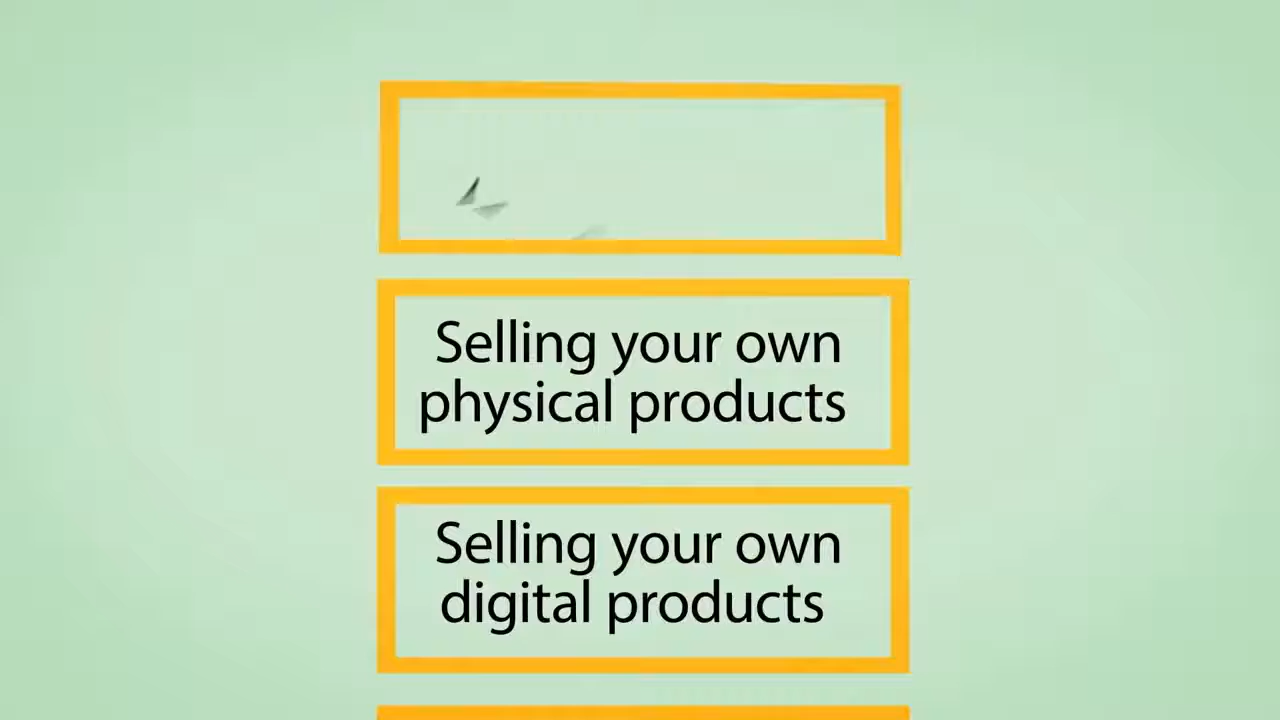 Selling your own
physical products
Selling your own
digital products